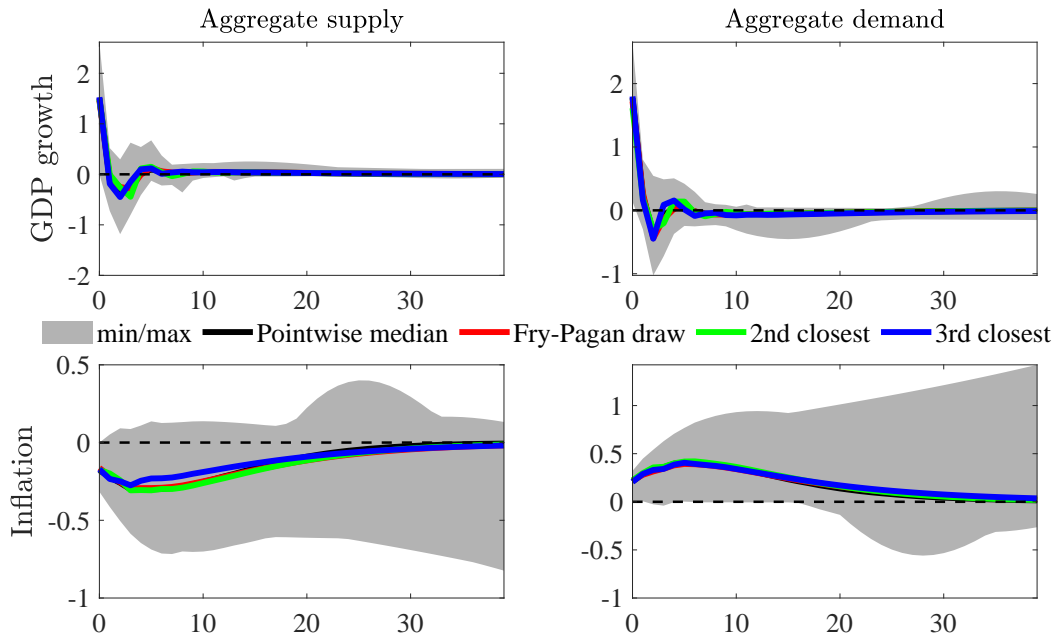 Aggregate supply
Aggregate demand
GDP growth
2
1
0
-1
-2
0 10 20 30
2
1
0
-1
0 10 20 30
min/max Pointwise median Fry-Pagan draw 2nd closest 3rd closest
Inflation
0.5
0
-0.5
-1
0 10 20 30
1
0.5
0
-0.5
-1
0 10 20 30